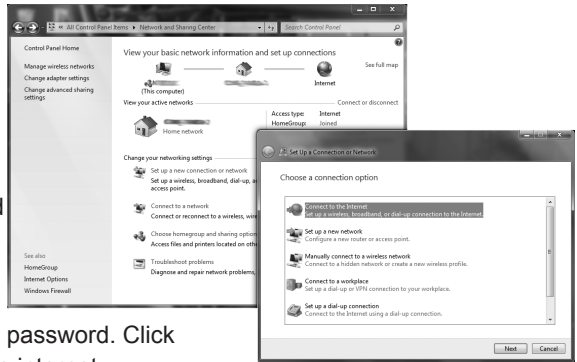 All Control Panel Items ▸ Network and Sharing Center
Search Control Panel
Control Panel Home
Manage wireless networks
Change adapter settings
Change advanced sharing
settings
See also
HomeGroup
Internet Options
Windows Firewall
View your basic network information and set up connections
See full map
(This computer)
Internet
View your active networks
Connect or disconnect
Home network
Access type: Internet
HomeGroup: Joined
Change your networking settings
Set up a new connection or network
Set up a wireless, broadband, dial-up, a
access point.
Connect to a network
Connect or reconnect to a wireless, wire
Choose homegroup and sharing option
Access files and printers located on othe
Troubleshoot problems
Diagnose and repair network problems,
Set Up a Connection or Network
Choose a connection option
Connect to the Internet
Set up a wireless, broadband, or dial-up connection to the Internet.
Set up a new network
Configure a new router or access point.
Manually connect to a wireless network
Connect to a hidden network or create a new wireless profile.
Connect to a workplace
Set up a dial-up or VPN connection to your workplace.
Set up a dial-up connection
Connect to the Internet using a dial-up connection.
Next
Cancel
password. Click